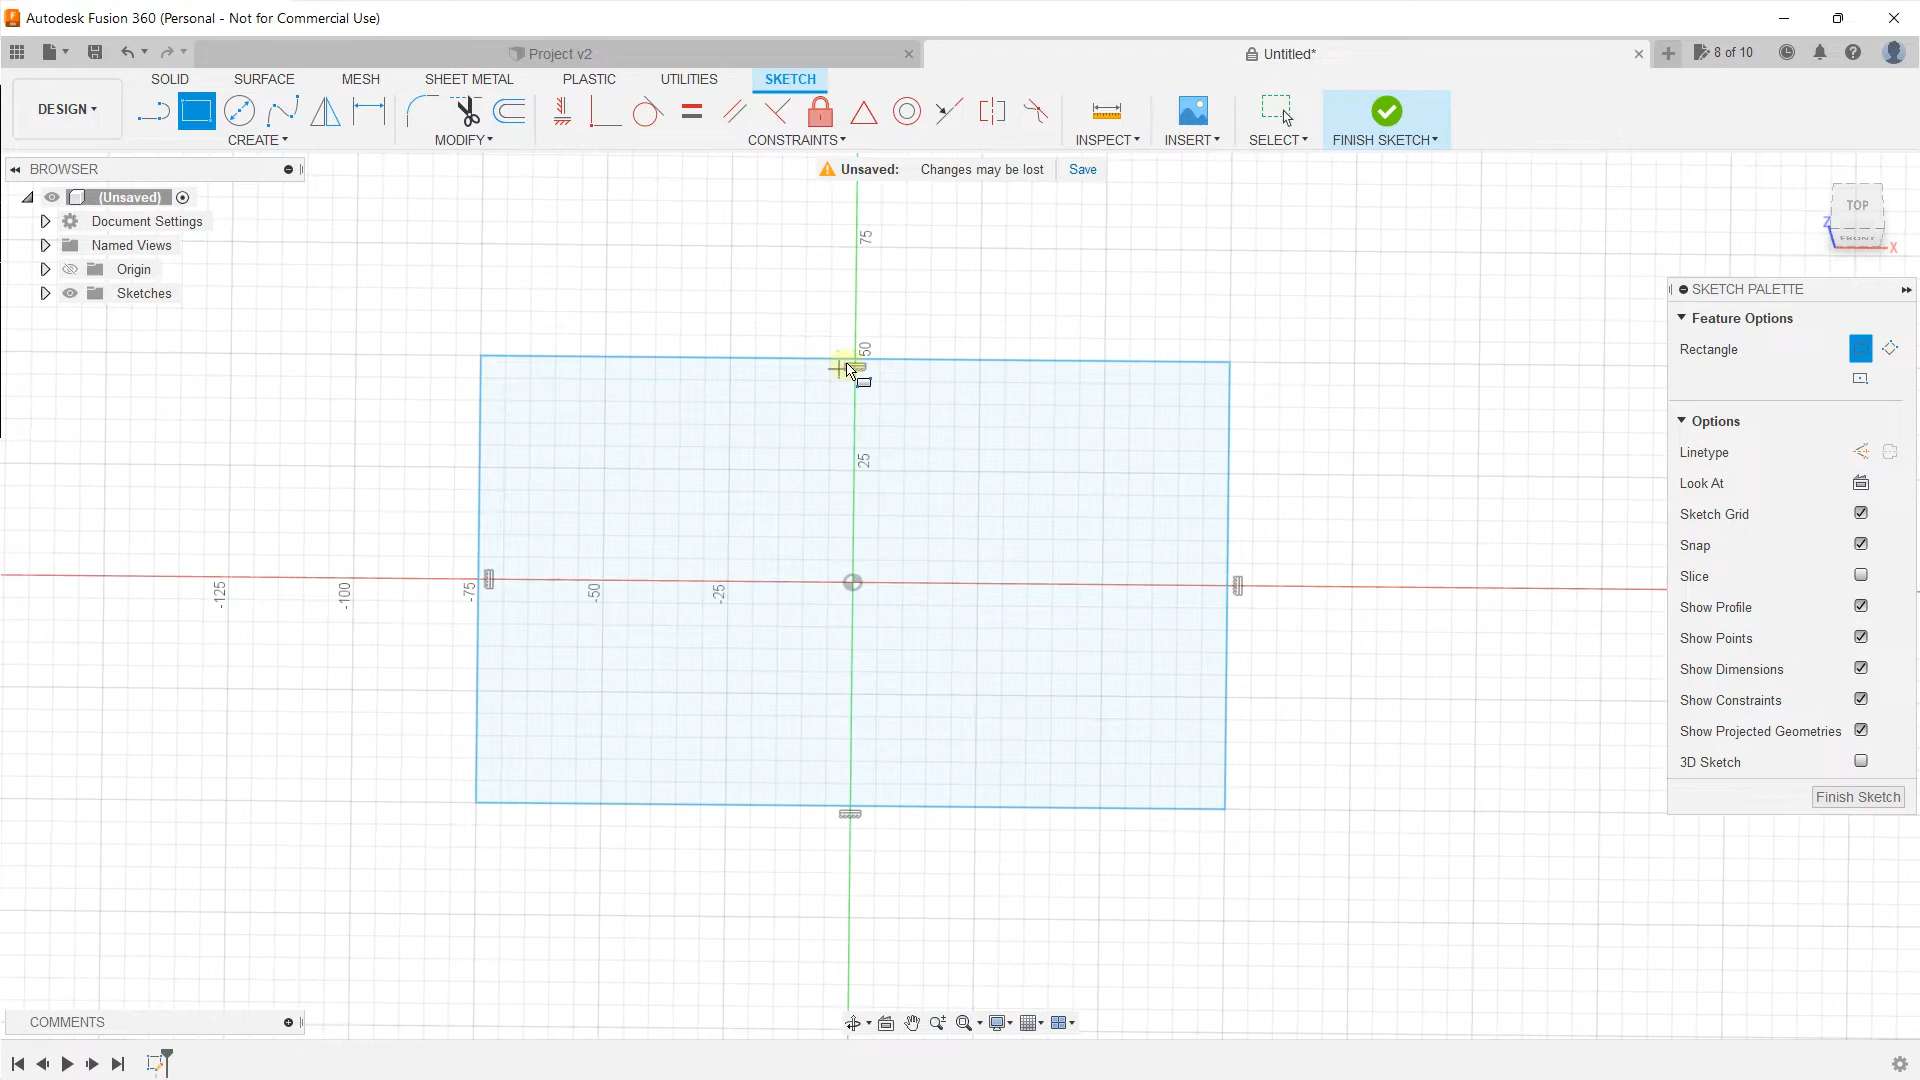 Autodesk Fusion 360 (Personal - Not for Commercial Use)
Project v2
Untitled*
8 of 10
DESIGN
SOLID
SURFACE
MESH
SHEET METAL
PLASTIC
UTILITIES
SKETCH
CREATE
MODIFY
CONSTRAINTS
INSPECT
INSERT
SELECT
FINISH SKETCH
BROWSER
Unsaved: Changes may be lost Save
(Unsaved)
Document Settings
Named Views
Origin
Sketches
TOP
FRONT
Z
X
75
50
25
-125
-100
-75
-50
-25
SKETCH PALETTE
Feature Options
Rectangle
Options
Linetype
Look At
Sketch Grid
Snap
Slice
Show Profile
Show Points
Show Dimensions
Show Constraints
Show Projected Geometries
3D Sketch
Finish Sketch
COMMENTS